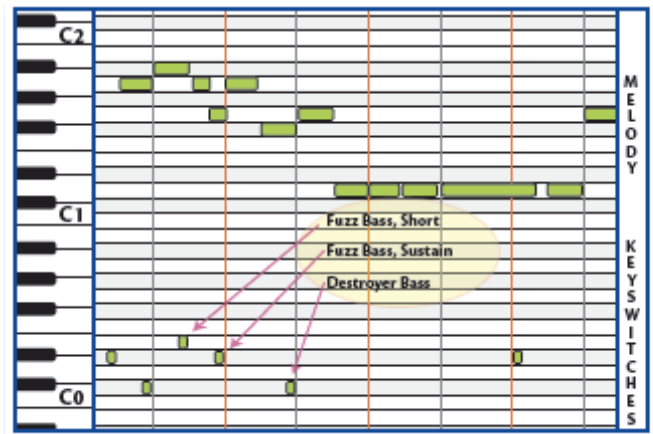 C2
MELODY
C1
Fuzz Bass, Short
Fuzz Bass, Sustain
Destroyer Bass
KEYSWITCHES
C0